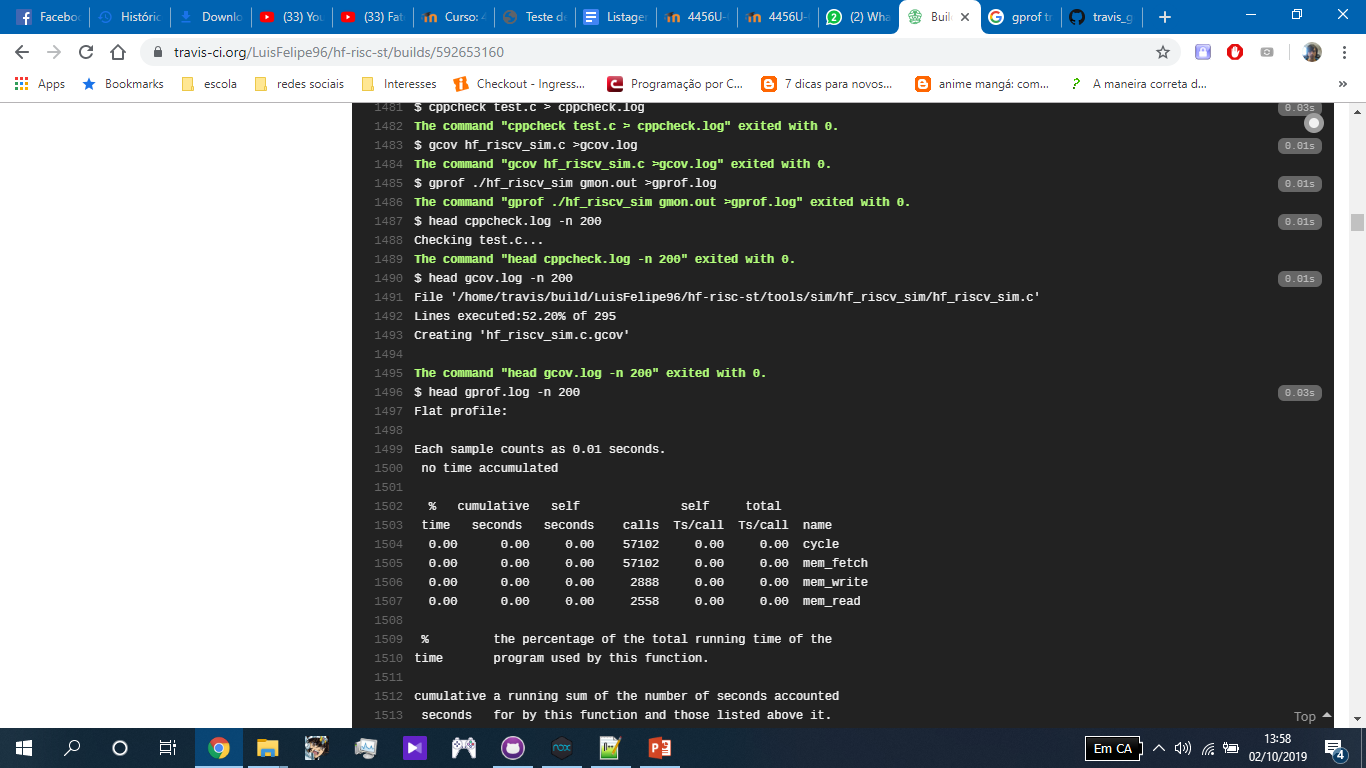 Facebo
Históric
Downlo
(33) You
(33) Fat
Curso: 4
Teste de
Listage
4456U-
4456U-
(2) Wha
Buil
gprof tr
travis_g
travis-ci.org/LuisFelipe96/hf-risc-st/builds/592653160
Apps Bookmarks escola redes sociais Interesses Checkout - Ingress... Programação por C... 7 dicas para novos... anime mangá: com... A maneira correta d... »
1481 $ cppcheck test.c > cppcheck.log 0.03s
1482 The command "cppcheck test.c > cppcheck.log" exited with 0.
1483 $ gcov hf_riscv_sim.c >gcov.log 0.01s
1484 The command "gcov hf_riscv_sim.c >gcov.log" exited with 0.
1485 $ gprof ./hf_riscv_sim gmon.out >gprof.log 0.01s
1486 The command "gprof ./hf_riscv_sim gmon.out >gprof.log" exited with 0.
1487 $ head cppcheck.log -n 200 0.01s
1488 Checking test.c...
1489 The command "head cppcheck.log -n 200" exited with 0.
1490 $ head gcov.log -n 200 0.01s
1491 File '/home/travis/build/LuisFelipe96/hf-risc-st/tools/sim/hf_riscv_sim/hf_riscv_sim.c'
1492 Lines executed:52.20% of 295
1493 Creating 'hf_riscv_sim.c.gcov'
1494
1495 The command "head gcov.log -n 200" exited with 0.
1496 $ head gprof.log -n 200 0.03s
1497 Flat profile:
1498
1499 Each sample counts as 0.01 seconds.
1500 no time accumulated
1501
1502 % cumulative self self total
1503 time seconds seconds calls Ts/call Ts/call name
1504 0.00 0.00 0.00 57102 0.00 0.00 cycle
1505 0.00 0.00 0.00 57102 0.00 0.00 mem_fetch
1506 0.00 0.00 0.00 2888 0.00 0.00 mem_write
1507 0.00 0.00 0.00 2558 0.00 0.00 mem_read
1508
1509 % the percentage of the total running time of the
1510 time program used by this function.
1511
1512 cumulative a running sum of the number of seconds accounted
1513 seconds for by this function and those listed above it.
Top
nox
Em CA
13:58
02/10/2019
4